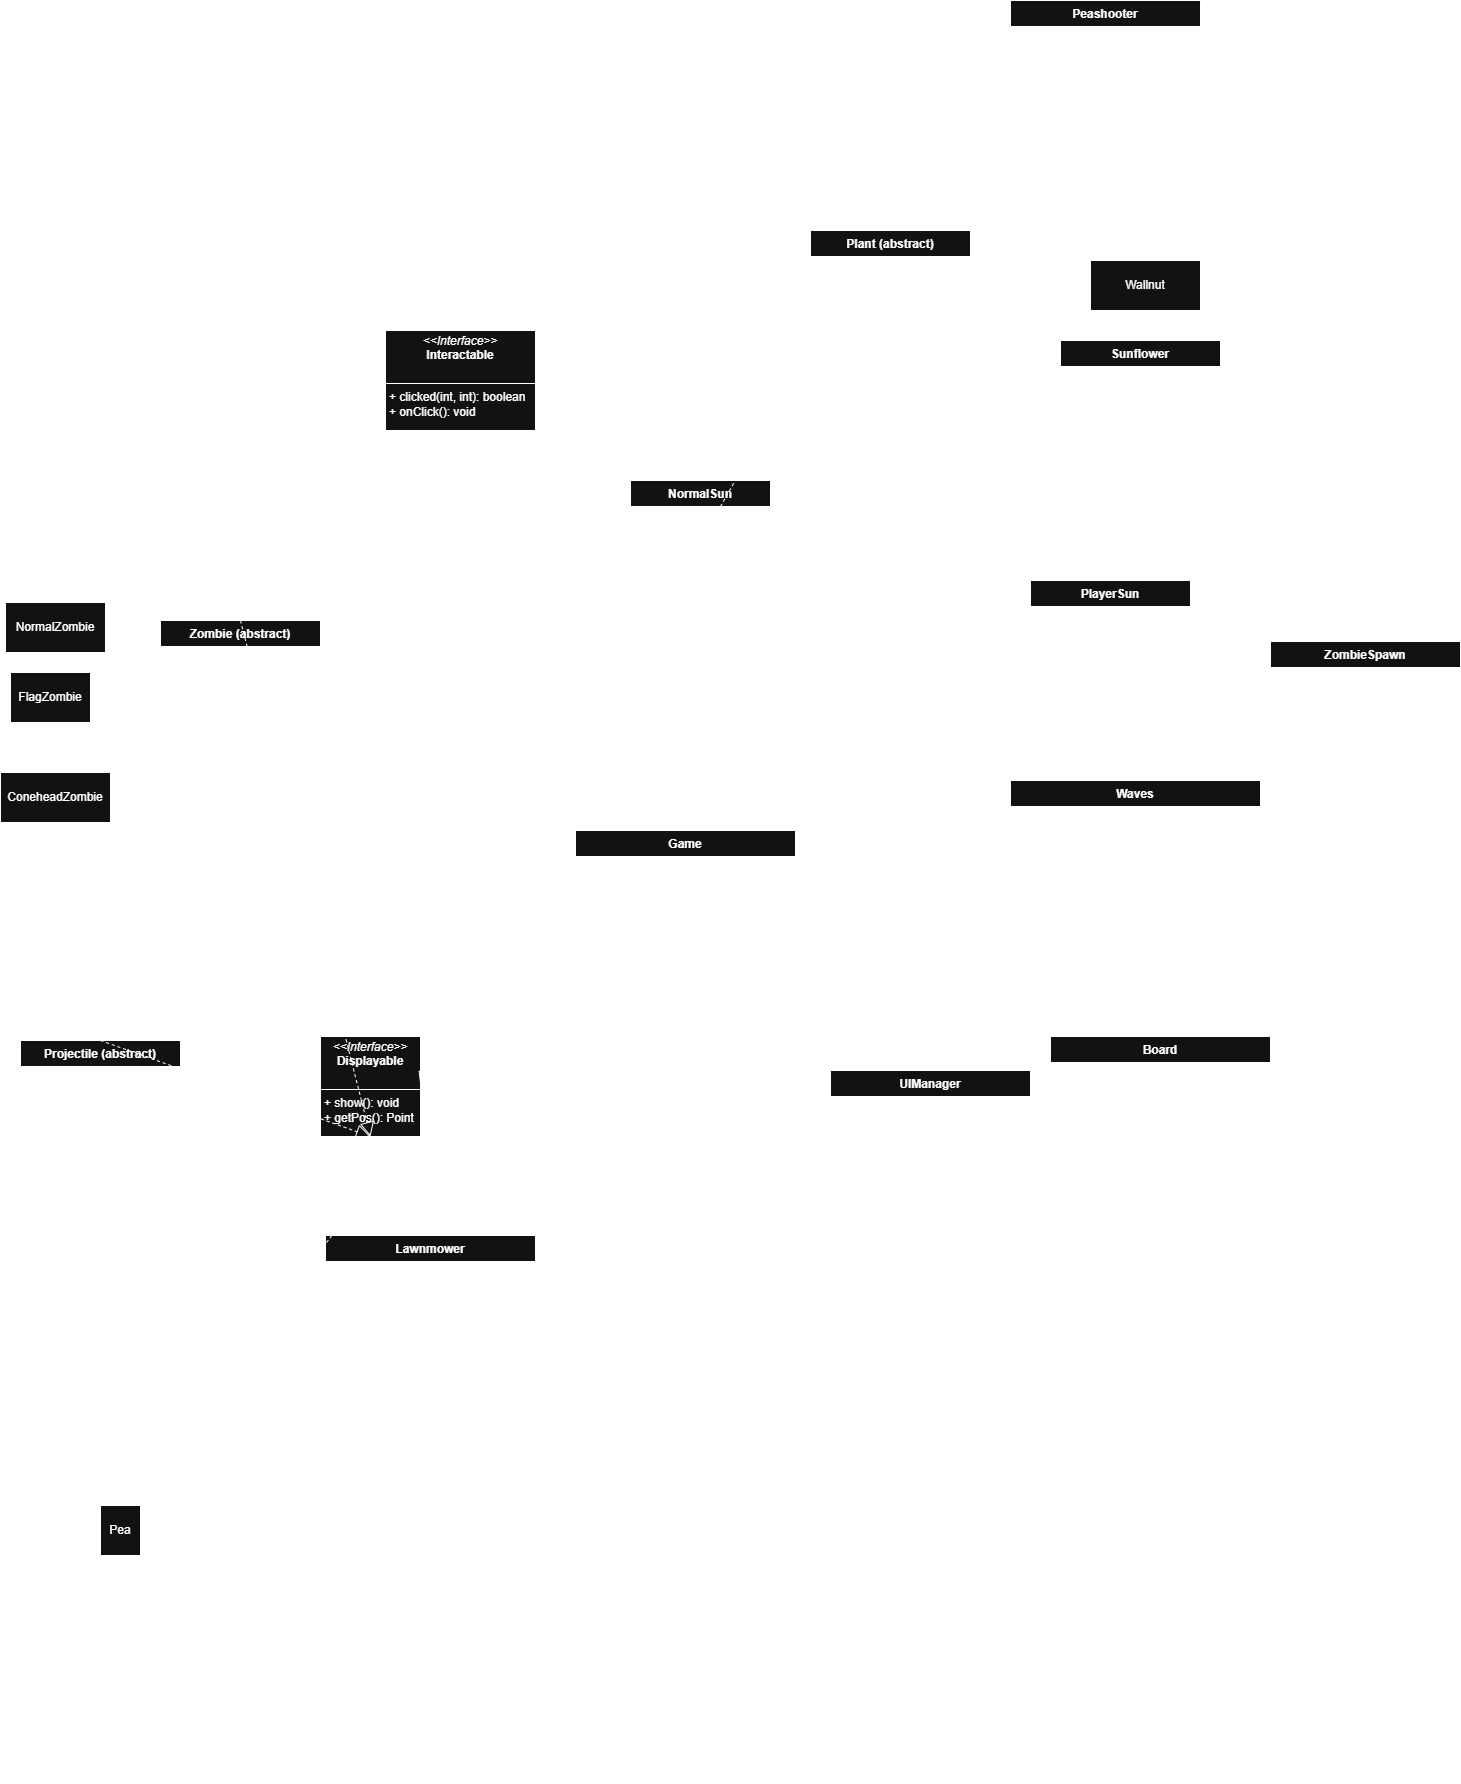 Peashooter
Plant (abstract)
Wallnut
<<Interface>>
Interactable
+ clicked(int, int): boolean
+ onClick(): void
Sunflower
NormalSun
PlayerSun
NormalZombie
Zombie (abstract)
ZombieSpawn
FlagZombie
ConeheadZombie
Waves
Game
Projectile (abstract)
<<Interface>>
Displayable
+ show(): void
+ getPos(): Point
Board
UIManager
Lawnmower
Pea